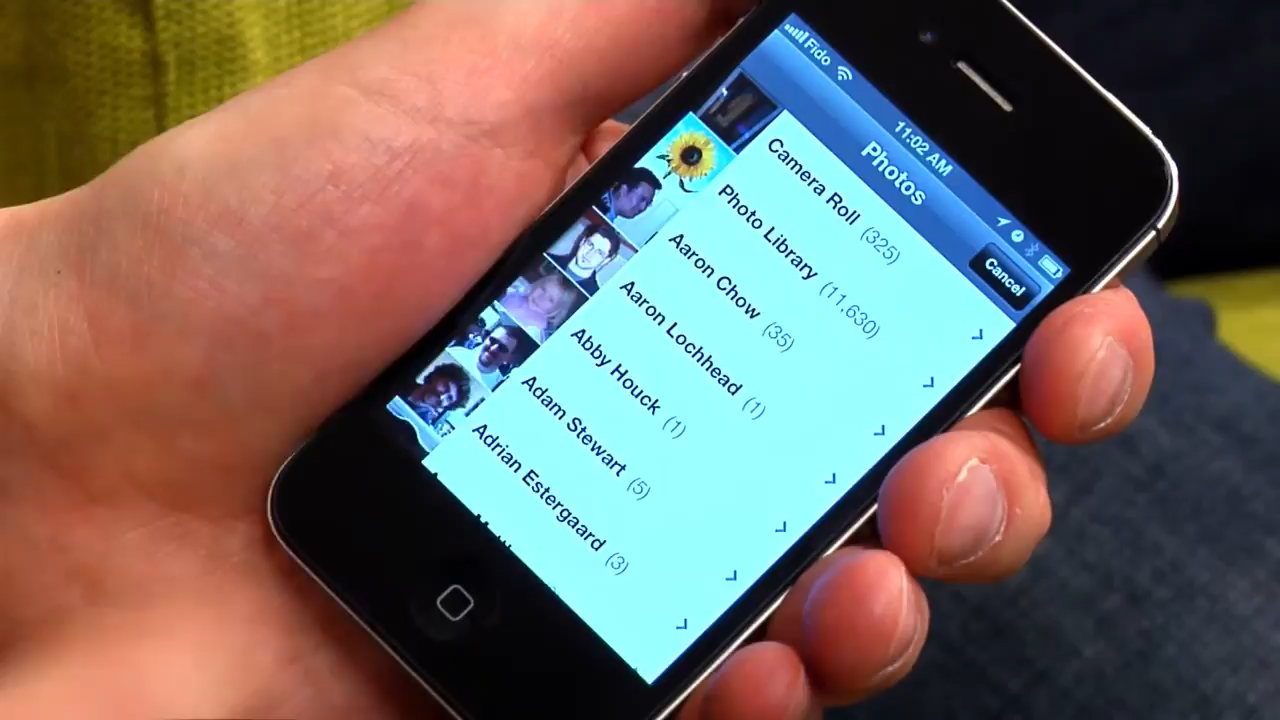 Fido
11:02 AM
Photos
Cancel
Camera Roll (325)
Photo Library (11,630)
Aaron Chow (35)
Aaron Lochhead (1)
Abby Houck (1)
Adam Stewart (5)
Adrian Estergaard (3)